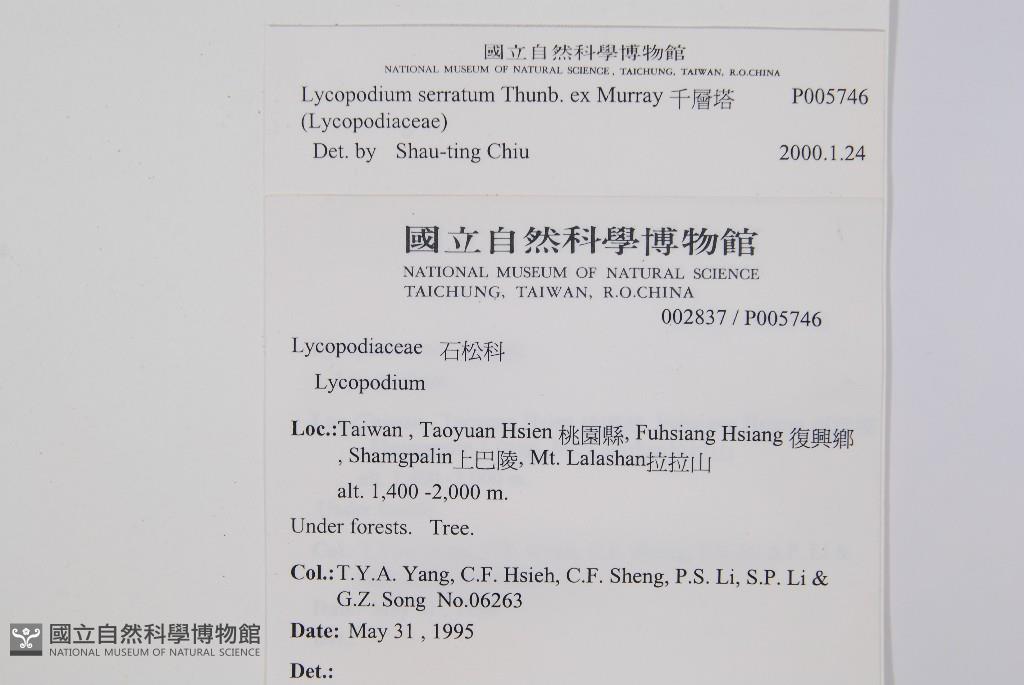 國立自然科學博物館
NATIONAL MUSEUM OF NATURAL SCIENCE, TAICHUNG, TAIWAN, R.O.CHINA
Lycopodium serratum Thunb. ex Murray 千層塔 P005746
(Lycopodiaceae)
Det. by Shau-ting Chiu 2000.1.24
國立自然科學博物館
NATIONAL MUSEUM OF NATURAL SCIENCE
TAICHUNG, TAIWAN, R.O.CHINA
002837 / P005746
Lycopodiaceae 石松科
Lycopodium
Loc.:Taiwan , Taoyuan Hsien 桃園縣, Fuhsiang Hsiang 復興鄉
, Shamgpalin上巴陵, Mt. Lalashan拉拉山
alt. 1,400 -2,000 m.
Under forests. Tree.
Col.:T.Y.A. Yang, C.F. Hsieh, C.F. Sheng, P.S. Li, S.P. Li &
G.Z. Song No.06263
Date: May 31 , 1995
Det.:
國立自然科學博物館
NATIONAL MUSEUM OF NATURAL SCIENCE